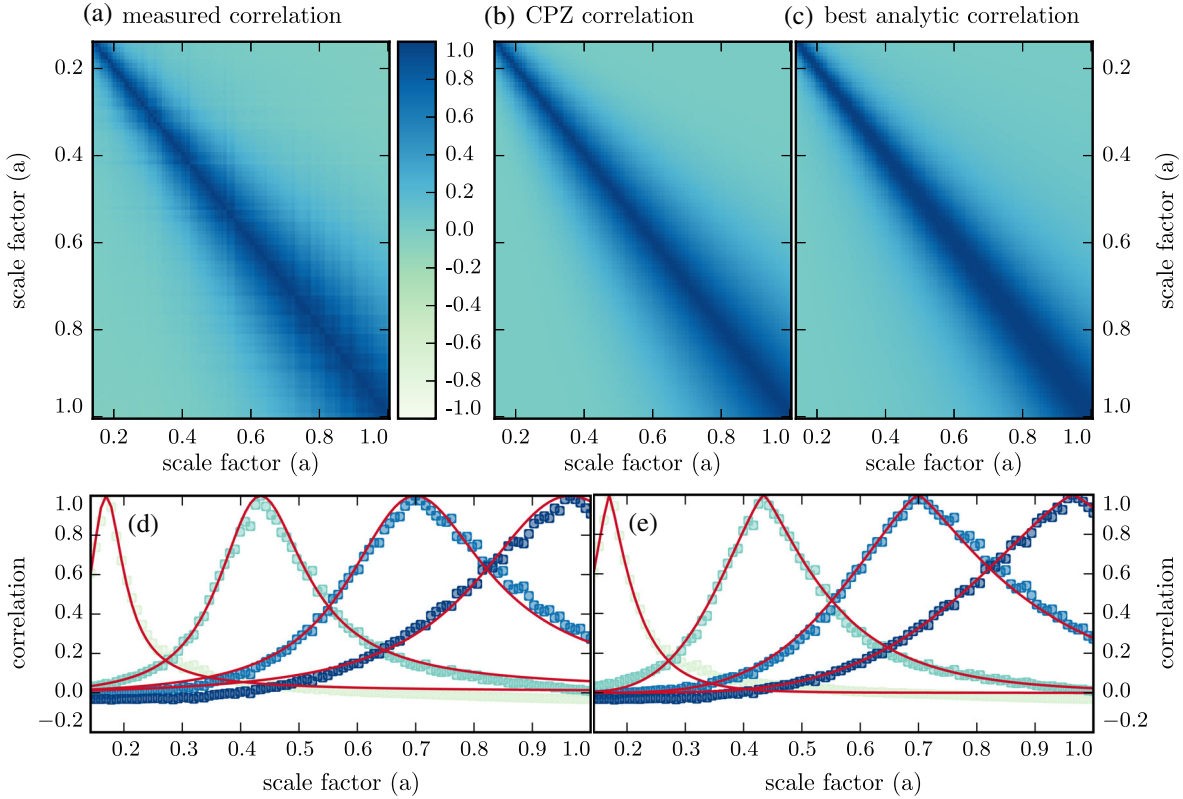 (a) measured correlation
(b) CPZ correlation
(c) best analytic correlation
scale factor (a)
0.2
0.4
0.6
0.8
1.0
0.2 0.4 0.6 0.8 1.0
scale factor (a)
1.0
0.8
0.6
0.4
0.2
0.0
-0.2
-0.4
-0.6
-0.8
-1.0
0.2 0.4 0.6 0.8 1.0
scale factor (a)
0.2 0.4 0.6 0.8 1.0
scale factor (a)
0.2
0.4
0.6
0.8
1.0
scale factor (a)
correlation
1.0
0.8
0.6
0.4
0.2
0.0
−0.2
(d)
0.2 0.3 0.4 0.5 0.6 0.7 0.8 0.9 1.0
scale factor (a)
(e)
0.2 0.3 0.4 0.5 0.6 0.7 0.8 0.9 1.0
scale factor (a)
1.0
0.8
0.6
0.4
0.2
0.0
−0.2
correlation